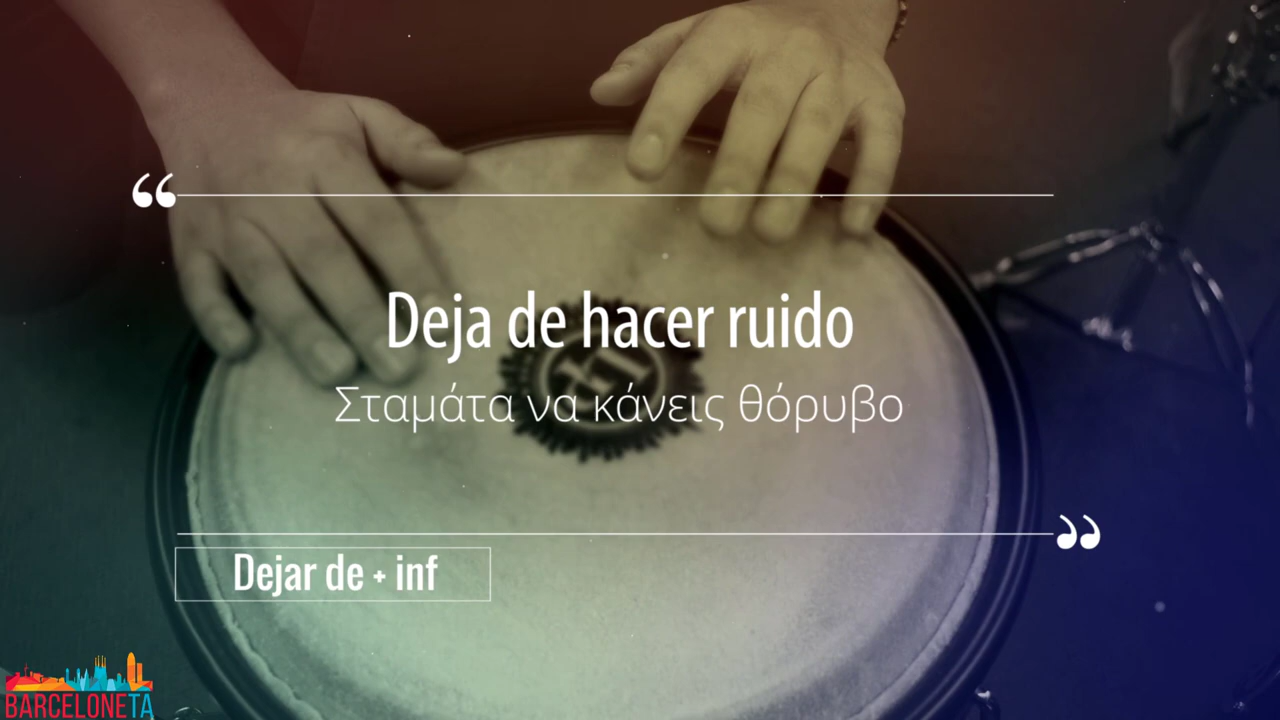 “
Deja de hacer ruido
Σταμάτα να κάνεις θόρυβο
”
Dejar de + inf
BARCELONETA